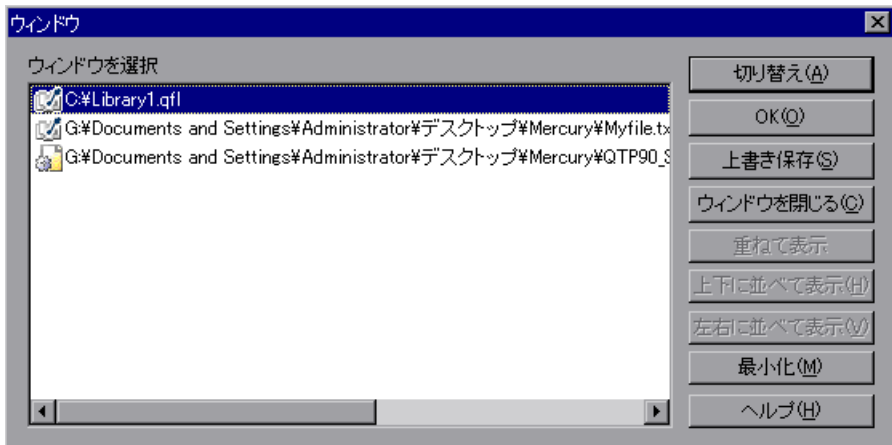 ウィンドウ
ウィンドウを選択
C:¥Library1.qfl
G:¥Documents and Settings¥Administrator¥デスクトップ¥Mercury¥Myfile.tx
G:¥Documents and Settings¥Administrator¥デスクトップ¥Mercury¥QTP90_S
切り替え(A)
OK(O)
上書き保存(S)
ウィンドウを閉じる(C)
重ねて表示
上下に並べて表示(H)
左右に並べて表示(V)
最小化(M)
ヘルプ(H)